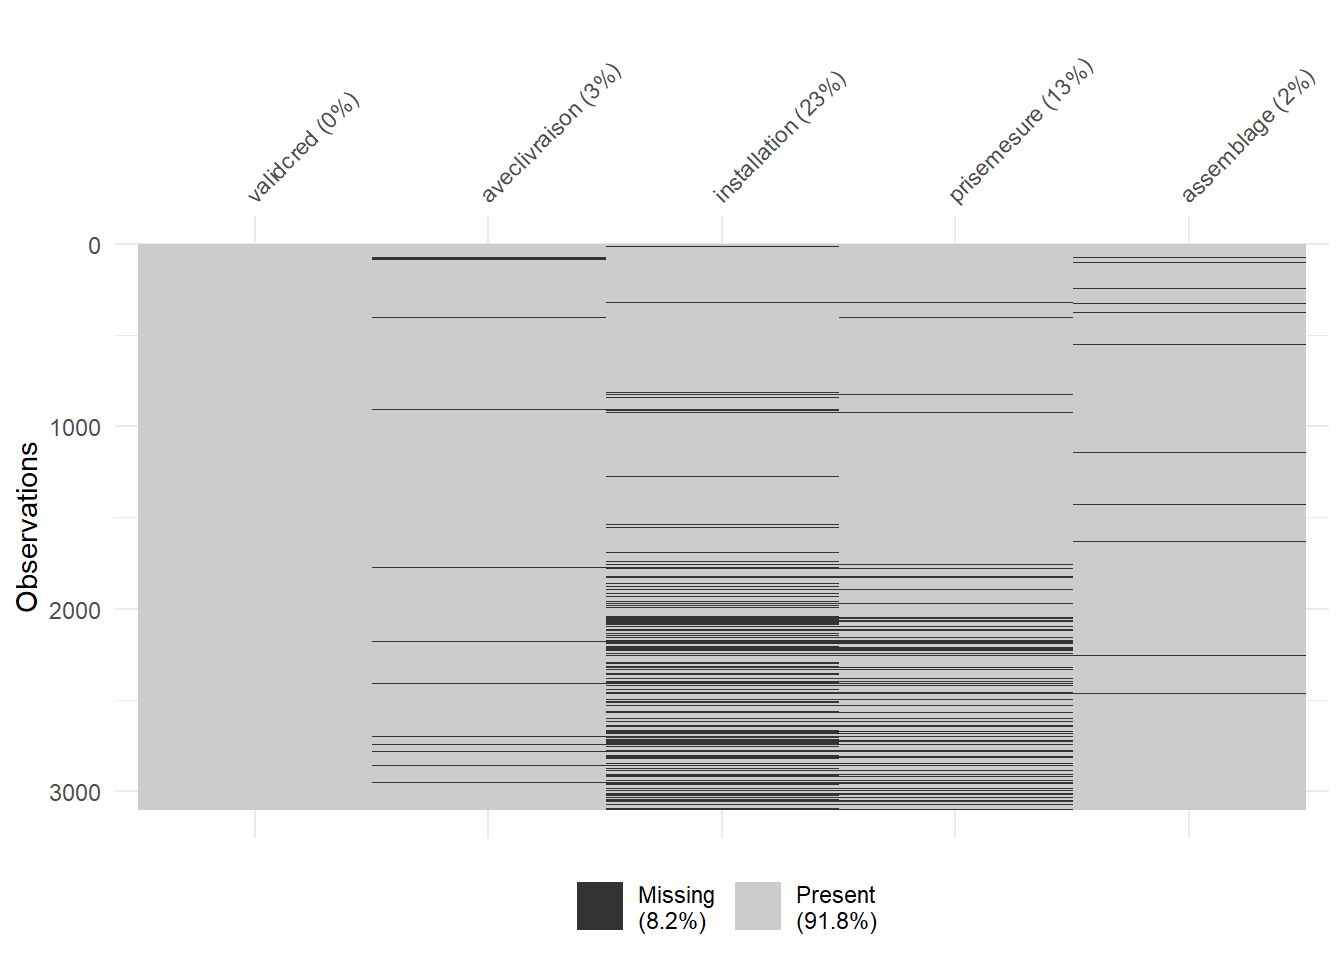 validcred (0%)
aveclivraison (3%)
installation (23%)
prisemesure (13%)
assemblage (2%)
0
1000
2000
3000
Observations
Missing
(8.2%)
Present
(91.8%)